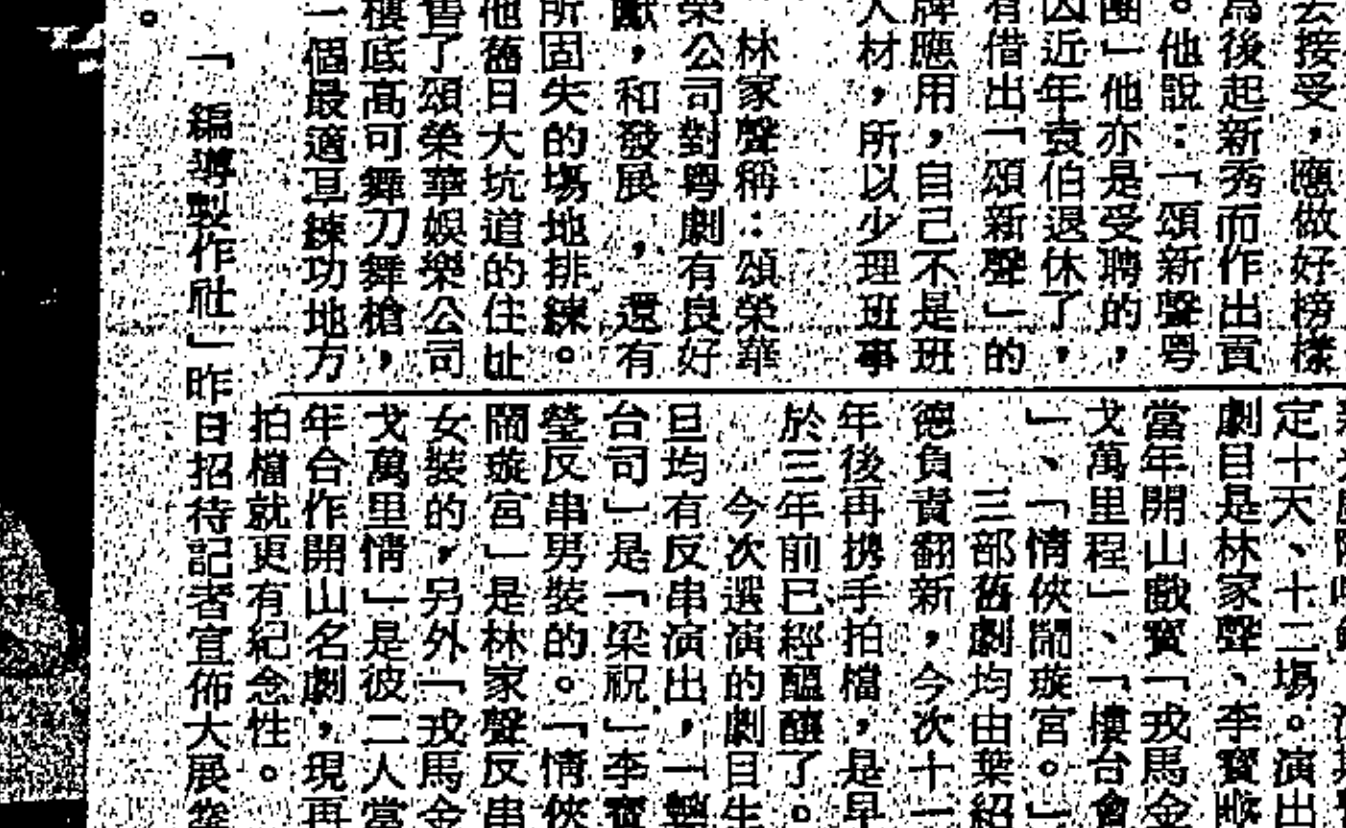 去接受，應做好榜樣
為後起新秀而作出貢
。他說：「頌新聲粵
團」他亦是受聘的，
因近年袁伯退休了，
有借出「頌新聲」的
牌應用，自己不是班
人材，所以少理班事
林家聲稱：頌榮華
榮公司對粵劇有良好
獻，和發展，還有
所固失的塲地排練。
他舊日大坑道的住址
售了頌榮華娛樂公司
樓底高可舞刀舞槍，
一個最適宜練功地方
。
定十天、十二塲。演出
劇目是林家聲、李寶
當年開山戲寶「戎馬金
戈萬里程」、「樓台會
」、「情俠鬧璇宮。」
三部舊劇均由葉紹
德負責翻新，今次十一
年後再携手拍檔，是早
於三年前已經醞釀了。
今次選演的劇目生
旦均有反串演出，一
台司」是「梁祝」李寶
瑩反串男裝的。「情俠
鬧璇宮」是林家聲反串
女裝的，另外「戎馬金
戈萬里情」是彼二人當
年合作開山名劇，現再
拍檔就更有紀念性。
「編導製作社」昨日招待記者宣佈大展